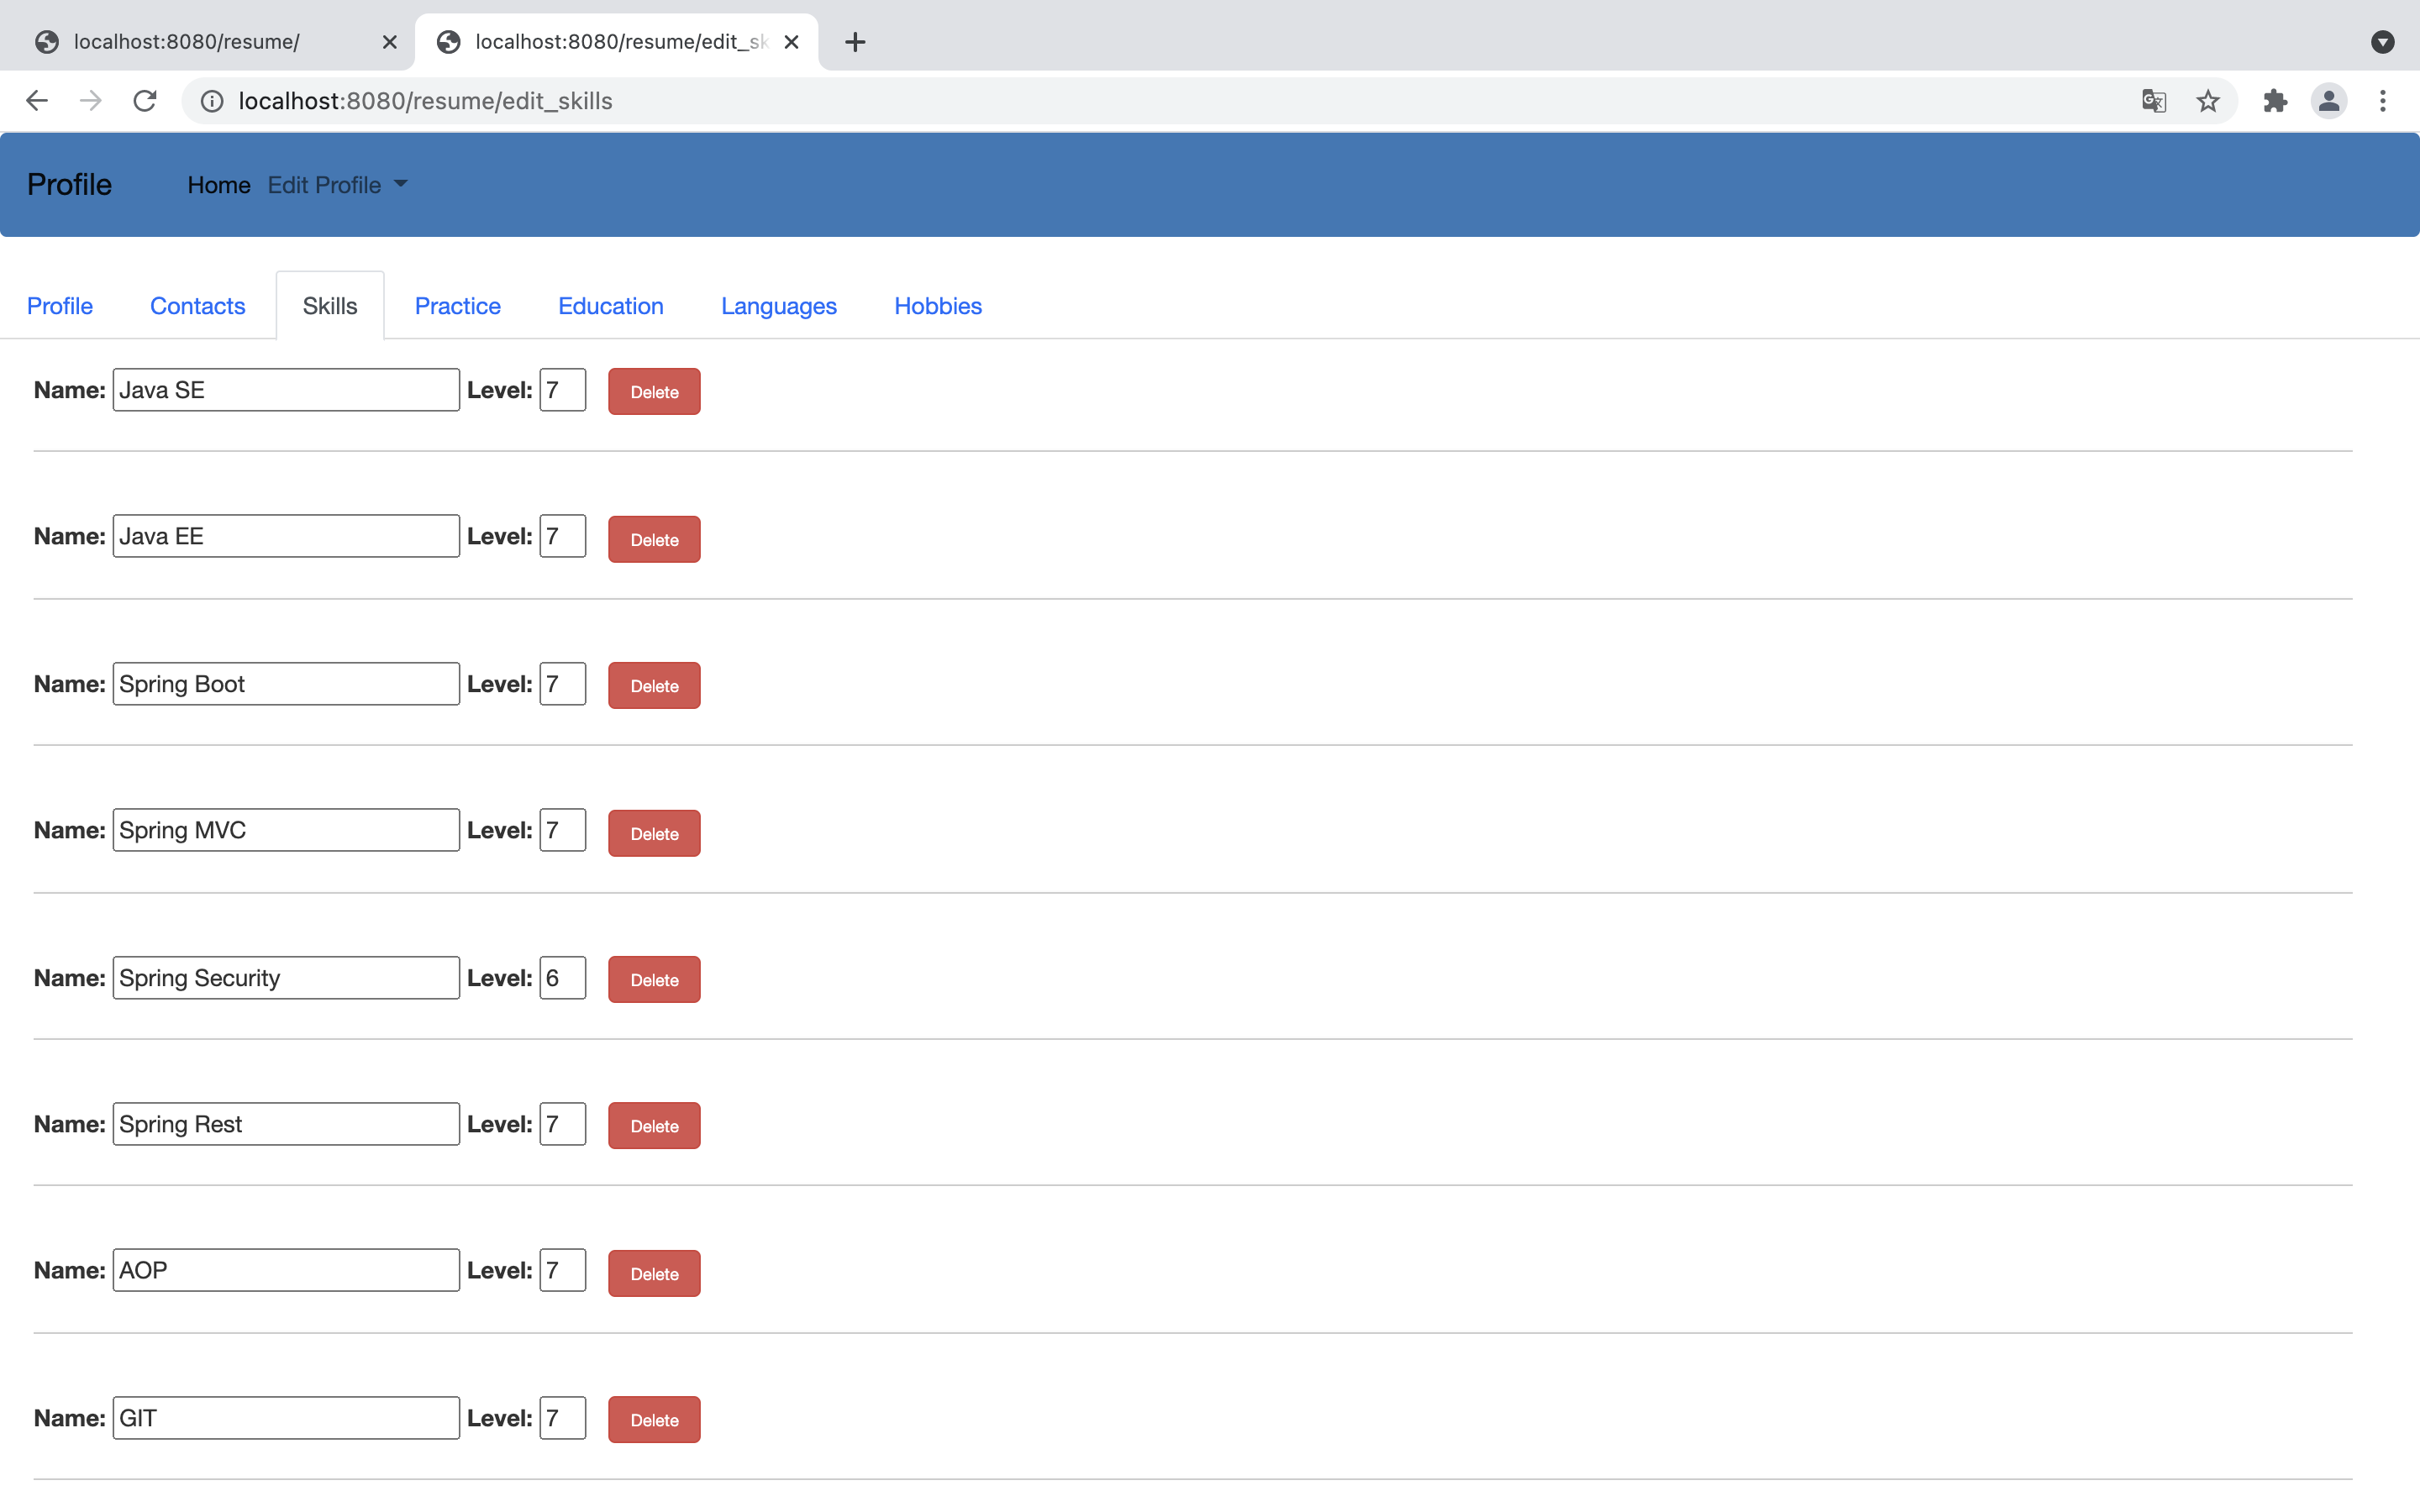 localhost:8080/resume/
localhost:8080/resume/edit_sk
localhost:8080/resume/edit_skills
Profile Home Edit Profile
Profile Contacts Skills Practice Education Languages Hobbies
Name: Java SE Level: 7 Delete
Name: Java EE Level: 7 Delete
Name: Spring Boot Level: 7 Delete
Name: Spring MVC Level: 7 Delete
Name: Spring Security Level: 6 Delete
Name: Spring Rest Level: 7 Delete
Name: AOP Level: 7 Delete
Name: GIT Level: 7 Delete